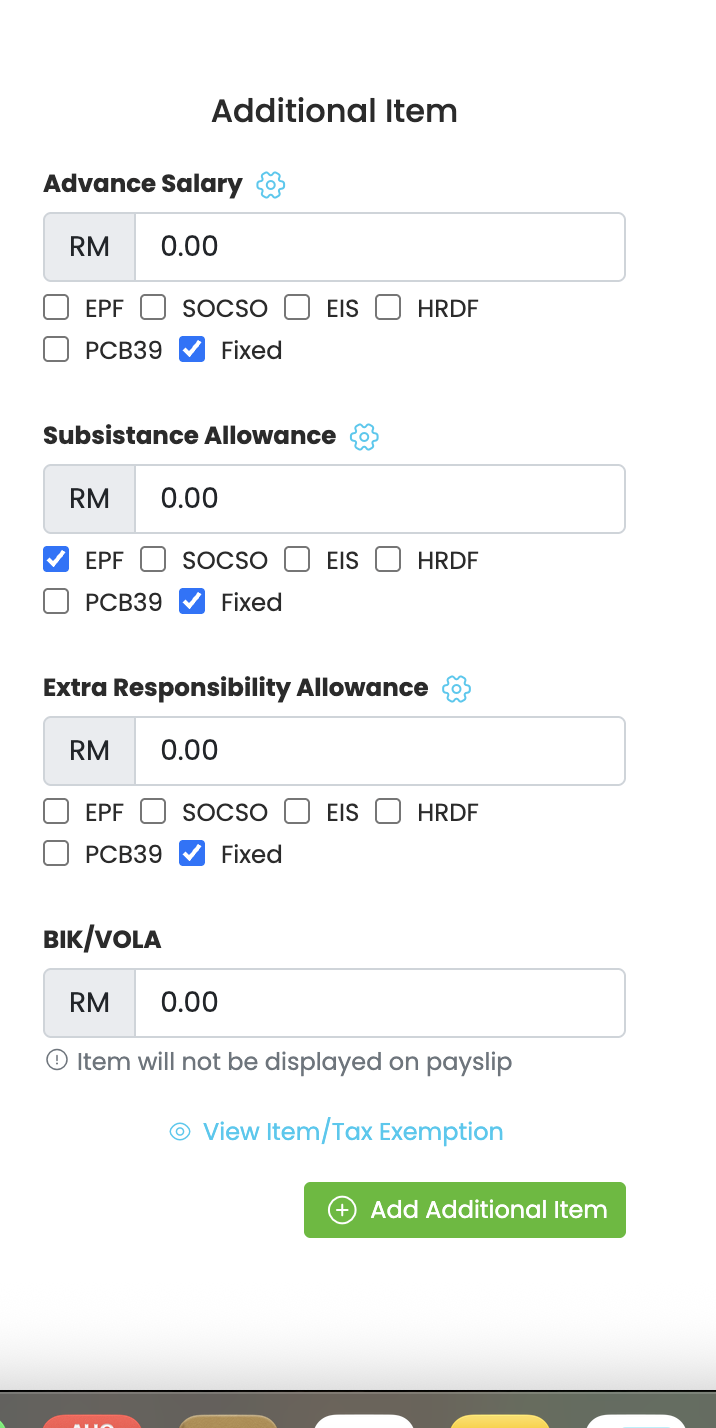 Additional Item
Advance Salary
RM 0.00
EPF SOCSO EIS HRDF
PCB39 Fixed
Subsistance Allowance
RM 0.00
EPF SOCSO EIS HRDF
PCB39 Fixed
Extra Responsibility Allowance
RM 0.00
EPF SOCSO EIS HRDF
PCB39 Fixed
BIK/VOLA
RM 0.00
Item will not be displayed on payslip
View Item/Tax Exemption
Add Additional Item